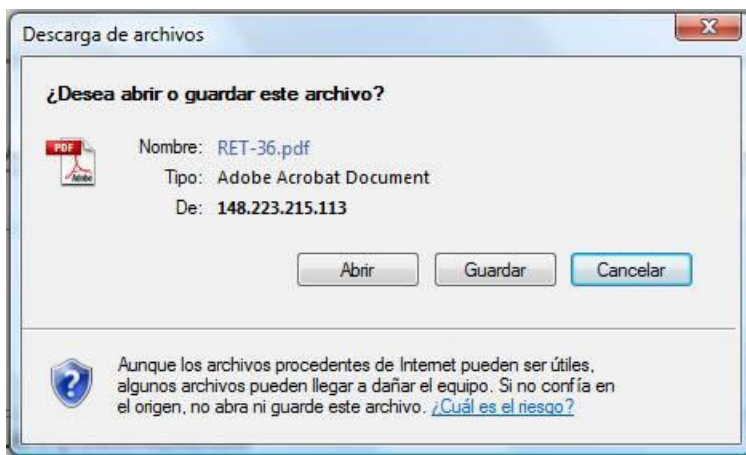 Descarga de archivos
X
¿Desea abrir o guardar este archivo?
PDF
Adobe
Nombre: RET-36.pdf
Tipo: Adobe Acrobat Document
De: 148.223.215.113
Abrir Guardar Cancelar
Aunque los archivos procedentes de Internet pueden ser útiles,
algunos archivos pueden llegar a dañar el equipo. Si no confía en
el origen, no abra ni guarde este archivo. ¿Cuál es el riesgo?